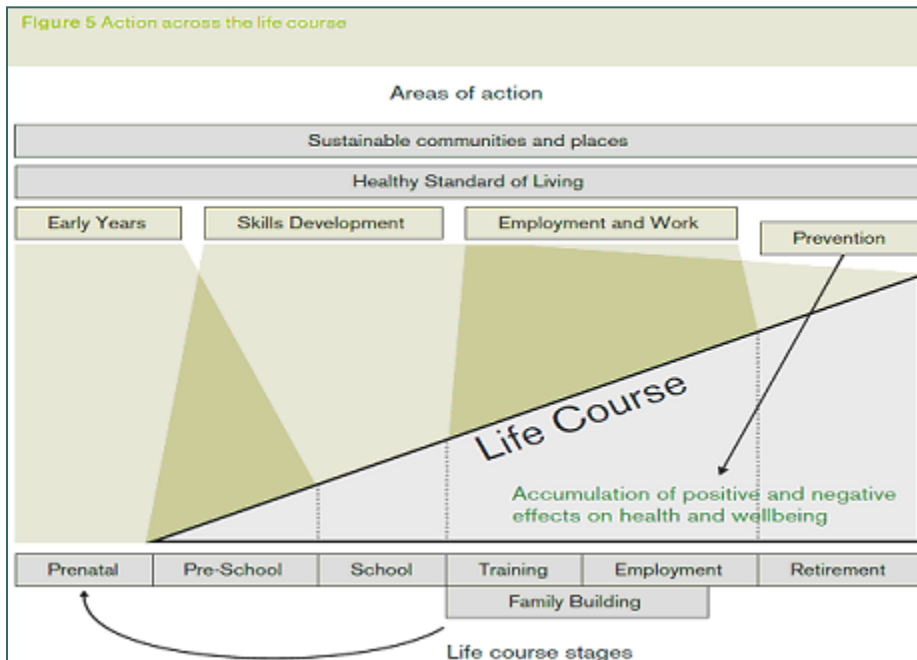 Figure 5 Action across the life course
Areas of action
Sustainable communities and places
Healthy Standard of Living
Early Years
Skills Development
Employment and Work
Prevention
Life Course
Accumulation of positive and negative
effects on health and wellbeing
Prenatal
Pre-School
School
Training
Employment
Retirement
Family Building
Life course stages